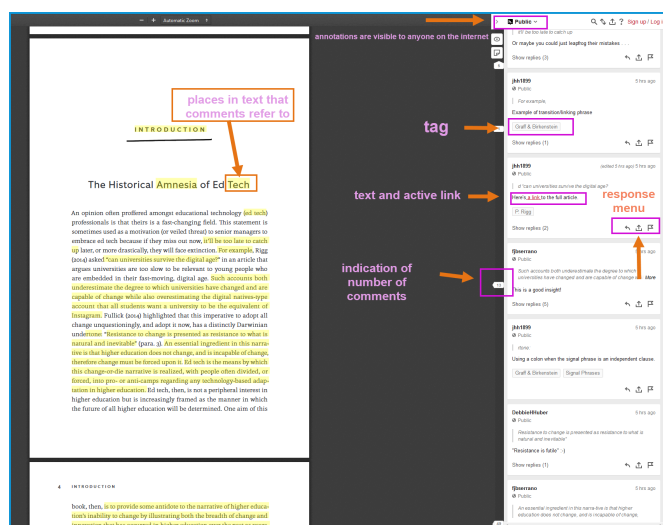 − + Automatic Zoom
Public
? Sign up / Log i
annotations are visible to anyone on the internet
places in text that
comments refer to
INTRODUCTION
The Historical Amnesia of Ed Tech
An opinion often proffered amongst educational technology (ed tech)
professionals is that theirs is a fast-changing field. This statement is
sometimes used as a motivation (or veiled threat) to senior managers to
embrace ed tech because if they miss out now, it'll be too late to catch
up later, or more drastically, they will face extinction. For example, Rigg
(2014) asked "can universities survive the digital age?" in an article that
argues universities are too slow to be relevant to young people who
are embedded in their fast-moving, digital age. Such accounts both
underestimate the degree to which universities have changed and are
capable of change while also overestimating the digital natives-type
account that all students want a university to be the equivalent of
Instagram. Fullick (2014) highlighted that this imperative to adopt all
change unquestioningly, and adopt it now, has a distinctly Darwinian
undertone: "Resistance to change is presented as resistance to what is
natural and inevitable" (para. 3). An essential ingredient in this narra-
tive is that higher education does not change, and is incapable of change,
therefore change must be forced upon it. Ed tech is the means by which
this change-or-die narrative is realized, with people often divided, or
forced, into pro- or anti-camps regarding any technology-based adap-
tation in higher education. Ed tech, then, is not a peripheral interest in
higher education but is increasingly framed as the manner in which
the future of all higher education will be determined. One aim of this
4 INTRODUCTION
book, then, is to provide some antidote to the narrative of higher educa-
tion's inability to change by illustrating both the breadth of change and
tag
text and active link
indication of
number of
comments
response
menu
it'll be too late to catch up
Or maybe you could just leapfrog their mistakes ....
Show replies (3)
jhh1899 5 hrs ago
Public
For example,
Example of transition/linking phrase
Graff & Birkenstein
Show replies (1)
jhh1899 (edited 5 hrs ago) 5 hrs ago
Public
d "can universities survive the digital age?
Here's a link to the full article.
Rigg
Show replies (2)
fjbserrano hrs ago
Public
Such accounts both underestimate the degree to which
universities have changed and are capable of change More
This is a good insight!
Show replies (5)
jhh1899 5 hrs ago
Public
rtone:
Using a colon when the signal phrase is an independent clause.
Graff & Birkenstein Signal Phrases
DebbieHHuber 5 hrs ago
Public
Resistance to change is presented as resistance to what is
natural and inevitable"
"Resistance is futile" :-)
Show replies (1)
fjbserrano 5 hrs ago
Public
An essential ingredient in this narra-tive is that higher
education does not change, and is incapable of change,